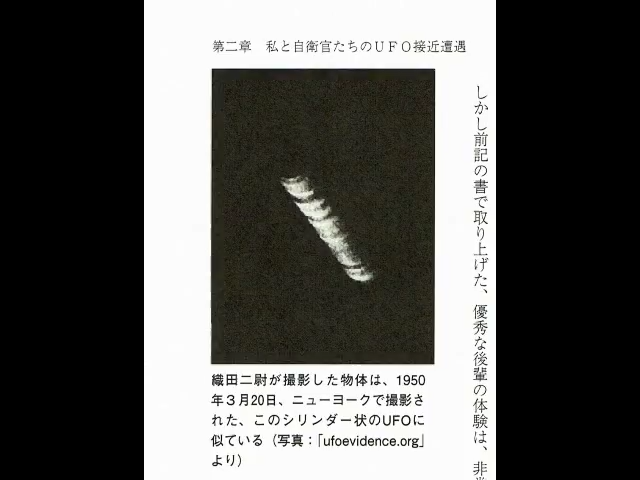 第二章　私と自衛官たちのUFO接近遭遇
しかし前記の書で取り上げた、優秀な後輩の体験は、非常
織田二尉が撮影した物体は、1950
年3月20日、ニューヨークで撮影さ
れた、このシリンダー状のUFOに
似ている（写真：「ufoevidence.org」
より）